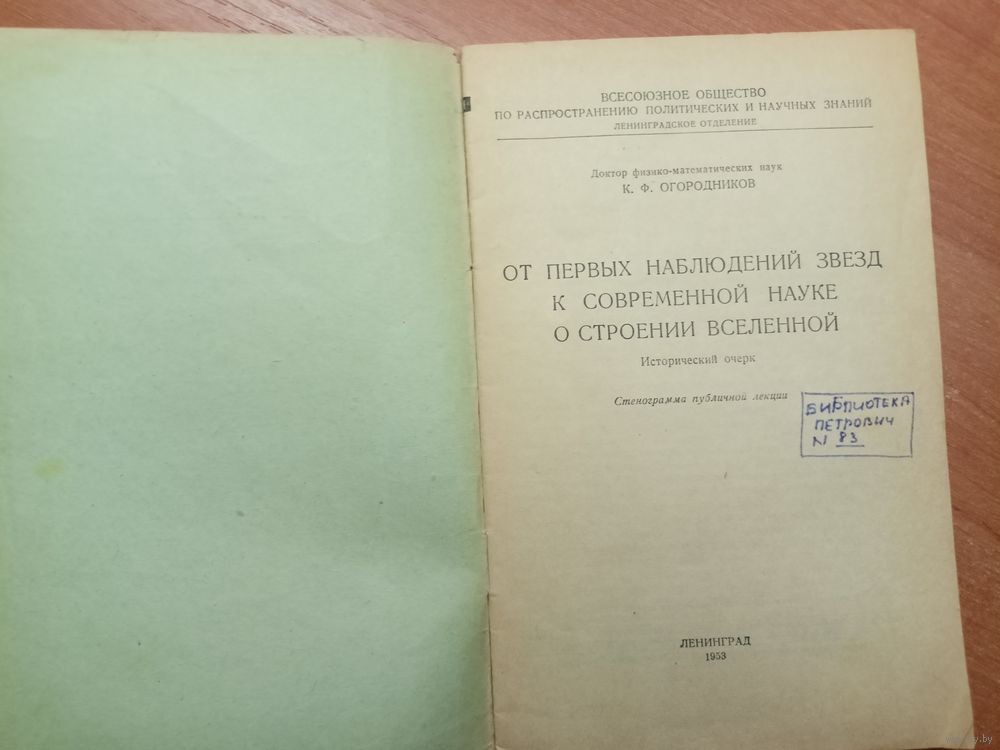 ВСЕСОЮЗНОЕ ОБЩЕСТВО
ПО РАСПРОСТРАНЕНИЮ ПОЛИТИЧЕСКИХ И НАУЧНЫХ ЗНАНИЙ
ЛЕНИНГРАДСКОЕ ОТДЕЛЕНИЕ
Доктор физико-математических наук
К. Ф. ОГОРОДНИКОВ
ОТ ПЕРВЫХ НАБЛЮДЕНИЙ ЗВЕЗД
К СОВРЕМЕННОЙ НАУКЕ
О СТРОЕНИИ ВСЕЛЕННОЙ
Исторический очерк
Стенограмма публичной лекции
БИБЛИОТЕКА
ПЕТРОВИЧ
N 83
ЛЕНИНГРАД
1953